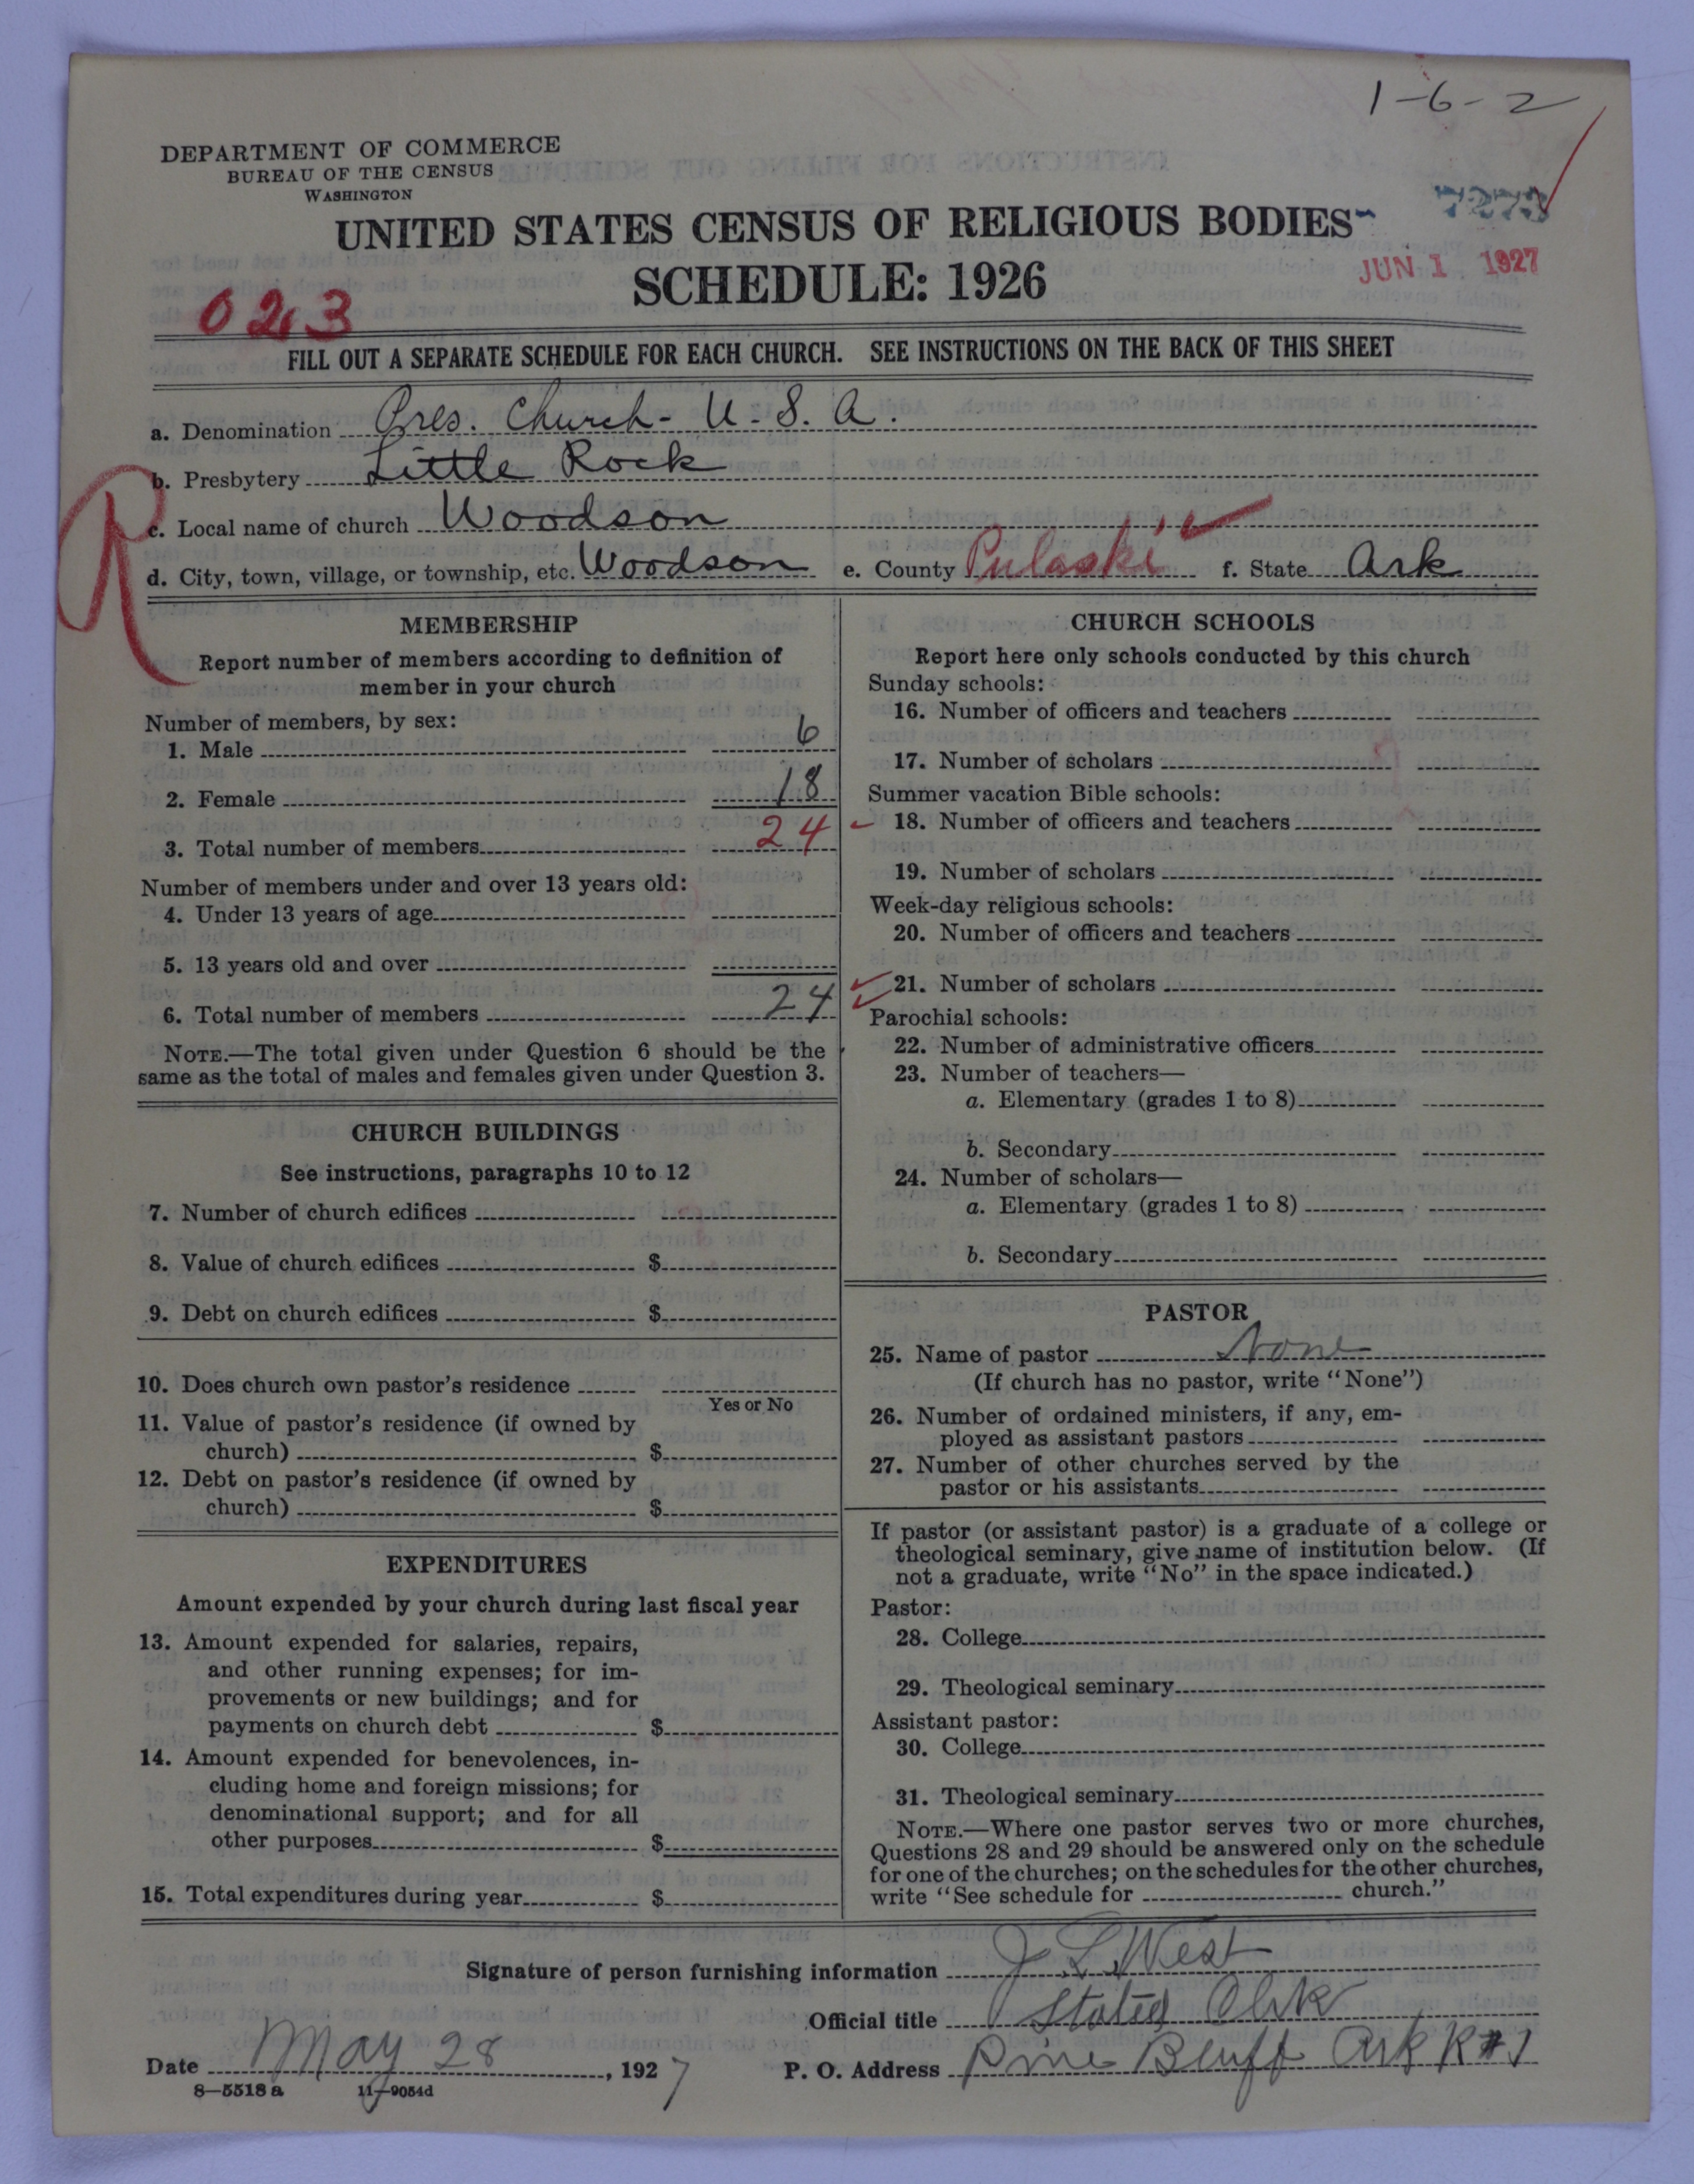 1-6-2
DEPARTMENT OF COMMERCE
BUREAU OF THE CENSUS
WASHINGTON
UNITED STATES CENSUS OF RELIGIOUS BODIES
SCHEDULE: 1926
JUN 1 1927
023
FILL OUT A SEPARATE SCHEDULE FOR EACH CHURCH. SEE INSTRUCTIONS ON THE BACK OF THIS SHEET
a. Denomination Pres. Church - U. S. A.
b. Presbytery Little Rock
R
c. Local name of church Woodson
d. City, town, village, or township, etc. Woodson e. County Pulaski f. State Ark
MEMBERSHIP
Report number of members according to definition of
member in your church
Number of members, by sex:
1. Male 6
2. Female 18
3. Total number of members 24
Number of members under and over 13 years old:
4. Under 13 years of age
5. 13 years old and over
6. Total number of members 24
NOTE.—The total given under Question 6 should be the
same as the total of males and females given under Question 3.
CHURCH BUILDINGS
See instructions, paragraphs 10 to 12
7. Number of church edifices
8. Value of church edifices $
9. Debt on church edifices $
10. Does church own pastor's residence
Yes or No
11. Value of pastor's residence (if owned by
church) $
12. Debt on pastor's residence (if owned by
church) $
EXPENDITURES
Amount expended by your church during last fiscal year
13. Amount expended for salaries, repairs,
and other running expenses; for im-
provements or new buildings; and for
payments on church debt $
14. Amount expended for benevolences, in-
cluding home and foreign missions; for
denominational support; and for all
other purposes $
15. Total expenditures during year $
CHURCH SCHOOLS
Report here only schools conducted by this church
Sunday schools:
16. Number of officers and teachers
17. Number of scholars
Summer vacation Bible schools:
18. Number of officers and teachers
19. Number of scholars
Week-day religious schools:
20. Number of officers and teachers
21. Number of scholars
Parochial schools:
22. Number of administrative officers
23. Number of teachers—
a. Elementary (grades 1 to 8)
b. Secondary
24. Number of scholars—
a. Elementary (grades 1 to 8)
b. Secondary
PASTOR
25. Name of pastor None
(If church has no pastor, write "None")
26. Number of ordained ministers, if any, em-
ployed as assistant pastors
27. Number of other churches served by the
pastor or his assistants
If pastor (or assistant pastor) is a graduate of a college or
theological seminary, give name of institution below. (If
not a graduate, write "No" in the space indicated.)
Pastor:
28. College
29. Theological seminary
Assistant pastor:
30. College
31. Theological seminary
NOTE.—Where one pastor serves two or more churches,
Questions 28 and 29 should be answered only on the schedule
for one of the churches; on the schedules for the other churches,
write "See schedule for church."
Signature of person furnishing information J L West
Official title Stated Clrk
Date May 28, 1927 P. O. Address Pine Bluff Ark R#1
8—5518 a 11—9054d